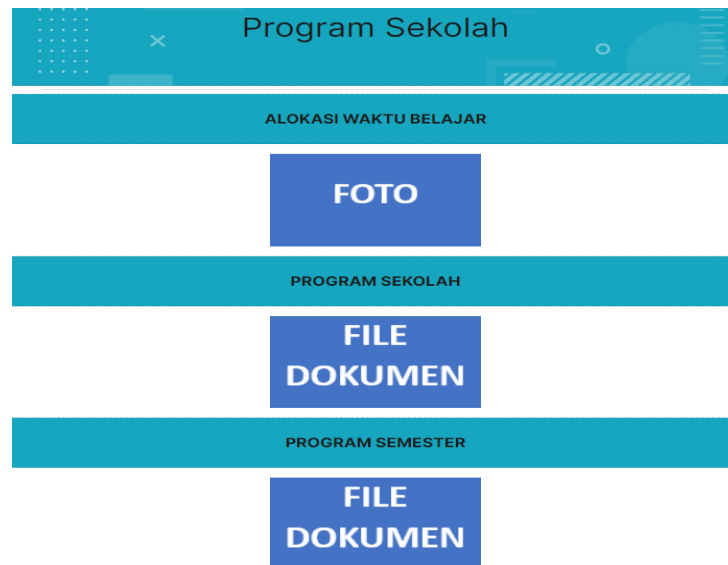 Program Sekolah
ALOKASI WAKTU BELAJAR
FOTO
PROGRAM SEKOLAH
FILE
DOKUMEN
PROGRAM SEMESTER
FILE
DOKUMEN